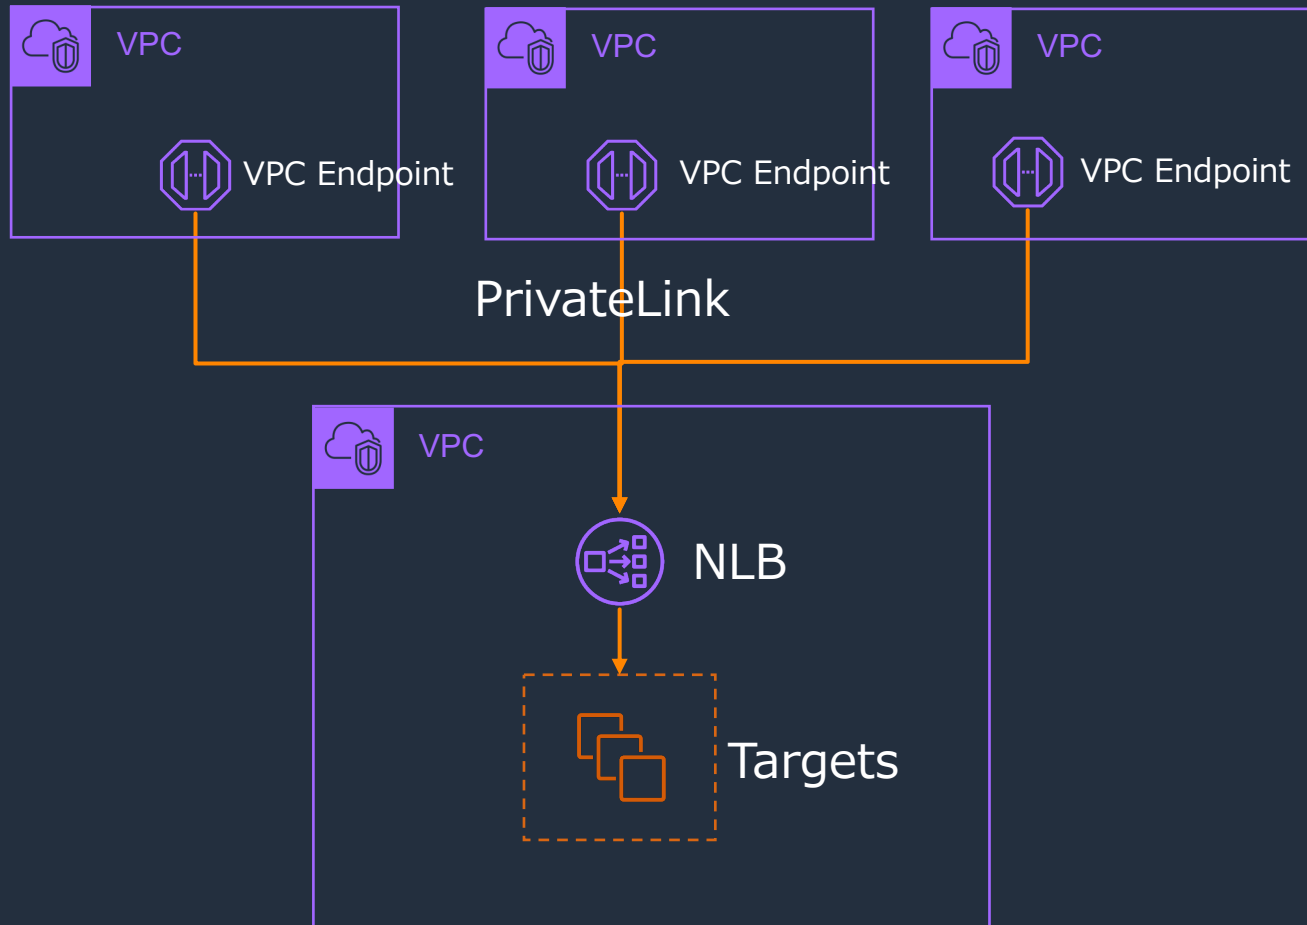 VPC
VPC
VPC
VPC Endpoint
VPC Endpoint
VPC Endpoint
PrivateLink
VPC
NLB
Targets